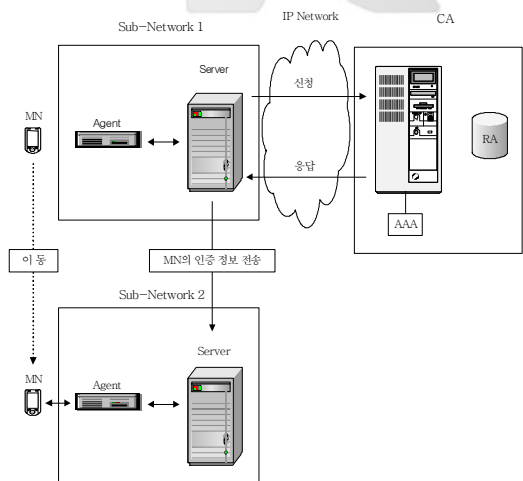 IP Network
CA
Sub-Network 1
Server
신청
MN
Agent
RA
응답
AAA
이 동
MN의 인증 정보 전송
Sub-Network 2
Server
MN
Agent